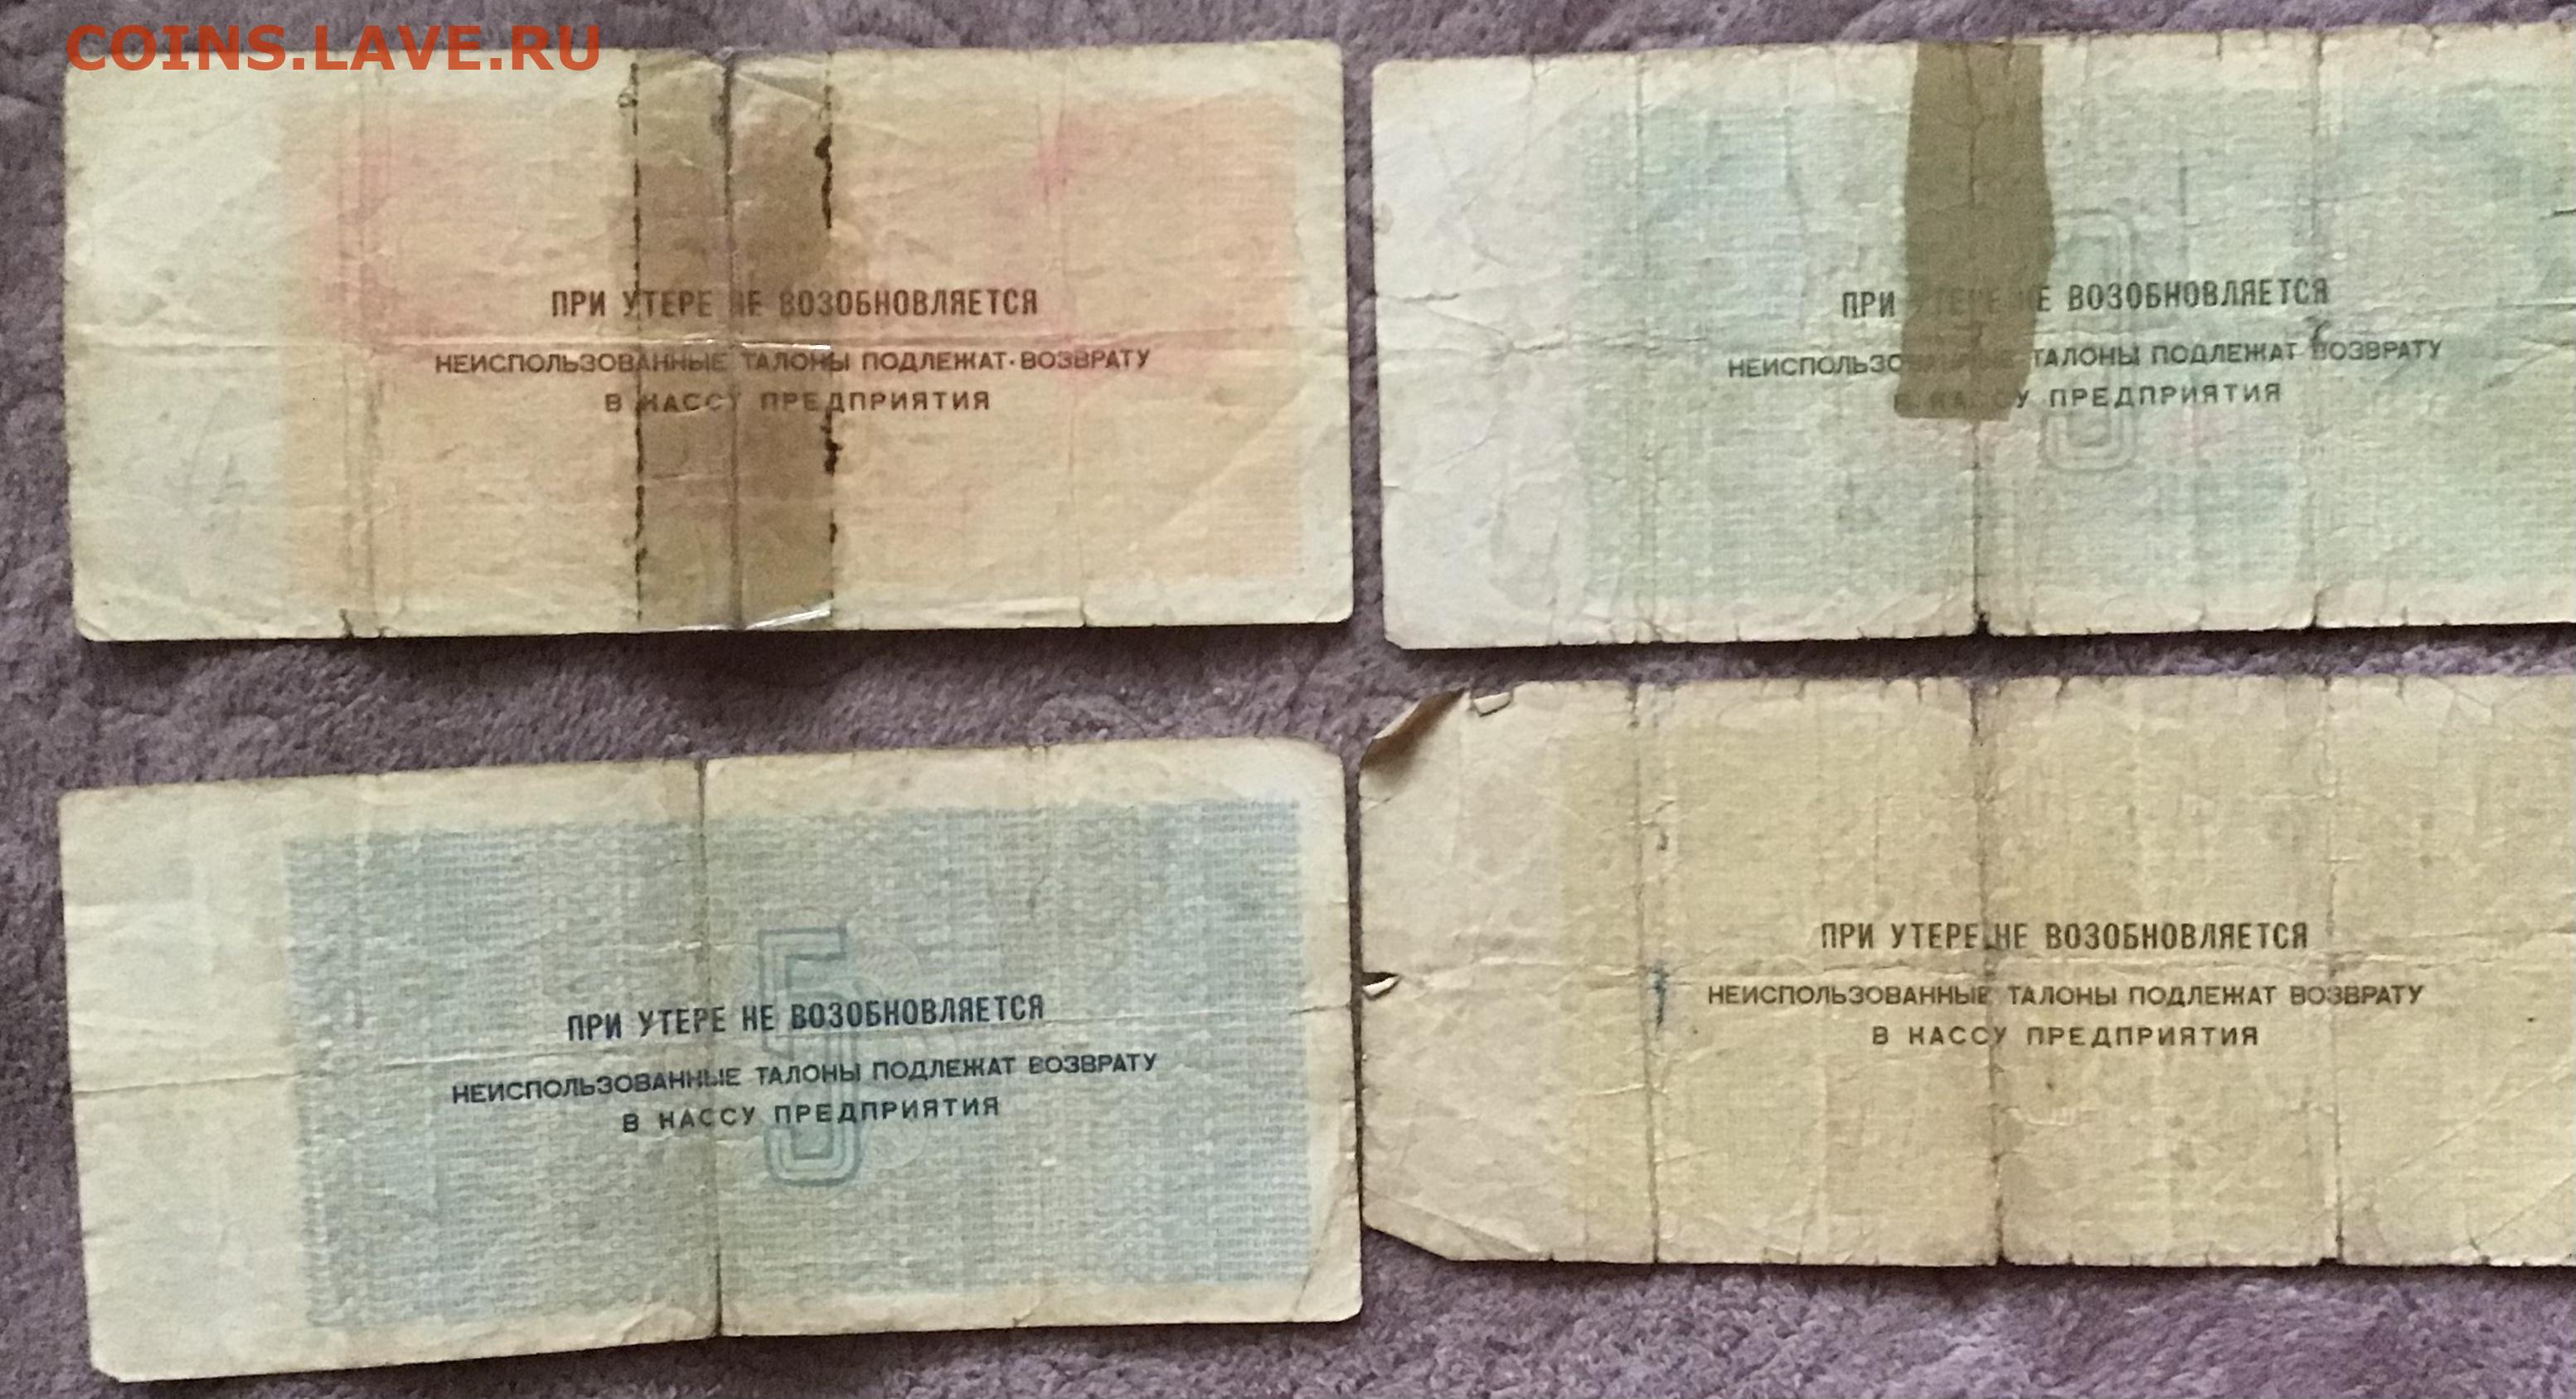 COINS.LAVE.RU
ПРИ УТЕРЕ НЕ ВОЗОБНОВЛЯЕТСЯ
НЕИСПОЛЬЗОВАННЫЕ ТАЛОНЫ ПОДЛЕЖАТ ВОЗВРАТУ
В КАССУ ПРЕДПРИЯТИЯ
ПРИ УТЕРЕ НЕ ВОЗОБНОВЛЯЕТСЯ
НЕИСПОЛЬЗОВАННЫЕ ТАЛОНЫ ПОДЛЕЖАТ ВОЗВРАТУ
В КАССУ ПРЕДПРИЯТИЯ
5
ПРИ УТЕРЕ НЕ ВОЗОБНОВЛЯЕТСЯ
НЕИСПОЛЬЗОВАННЫЕ ТАЛОНЫ ПОДЛЕЖАТ ВОЗВРАТУ
В КАССУ ПРЕДПРИЯТИЯ
ПРИ УТЕРЕ НЕ ВОЗОБНОВЛЯЕТСЯ
НЕИСПОЛЬЗОВАННЫЕ ТАЛОНЫ ПОДЛЕЖАТ ВОЗВРАТУ
В КАССУ ПРЕДПРИЯТИЯ